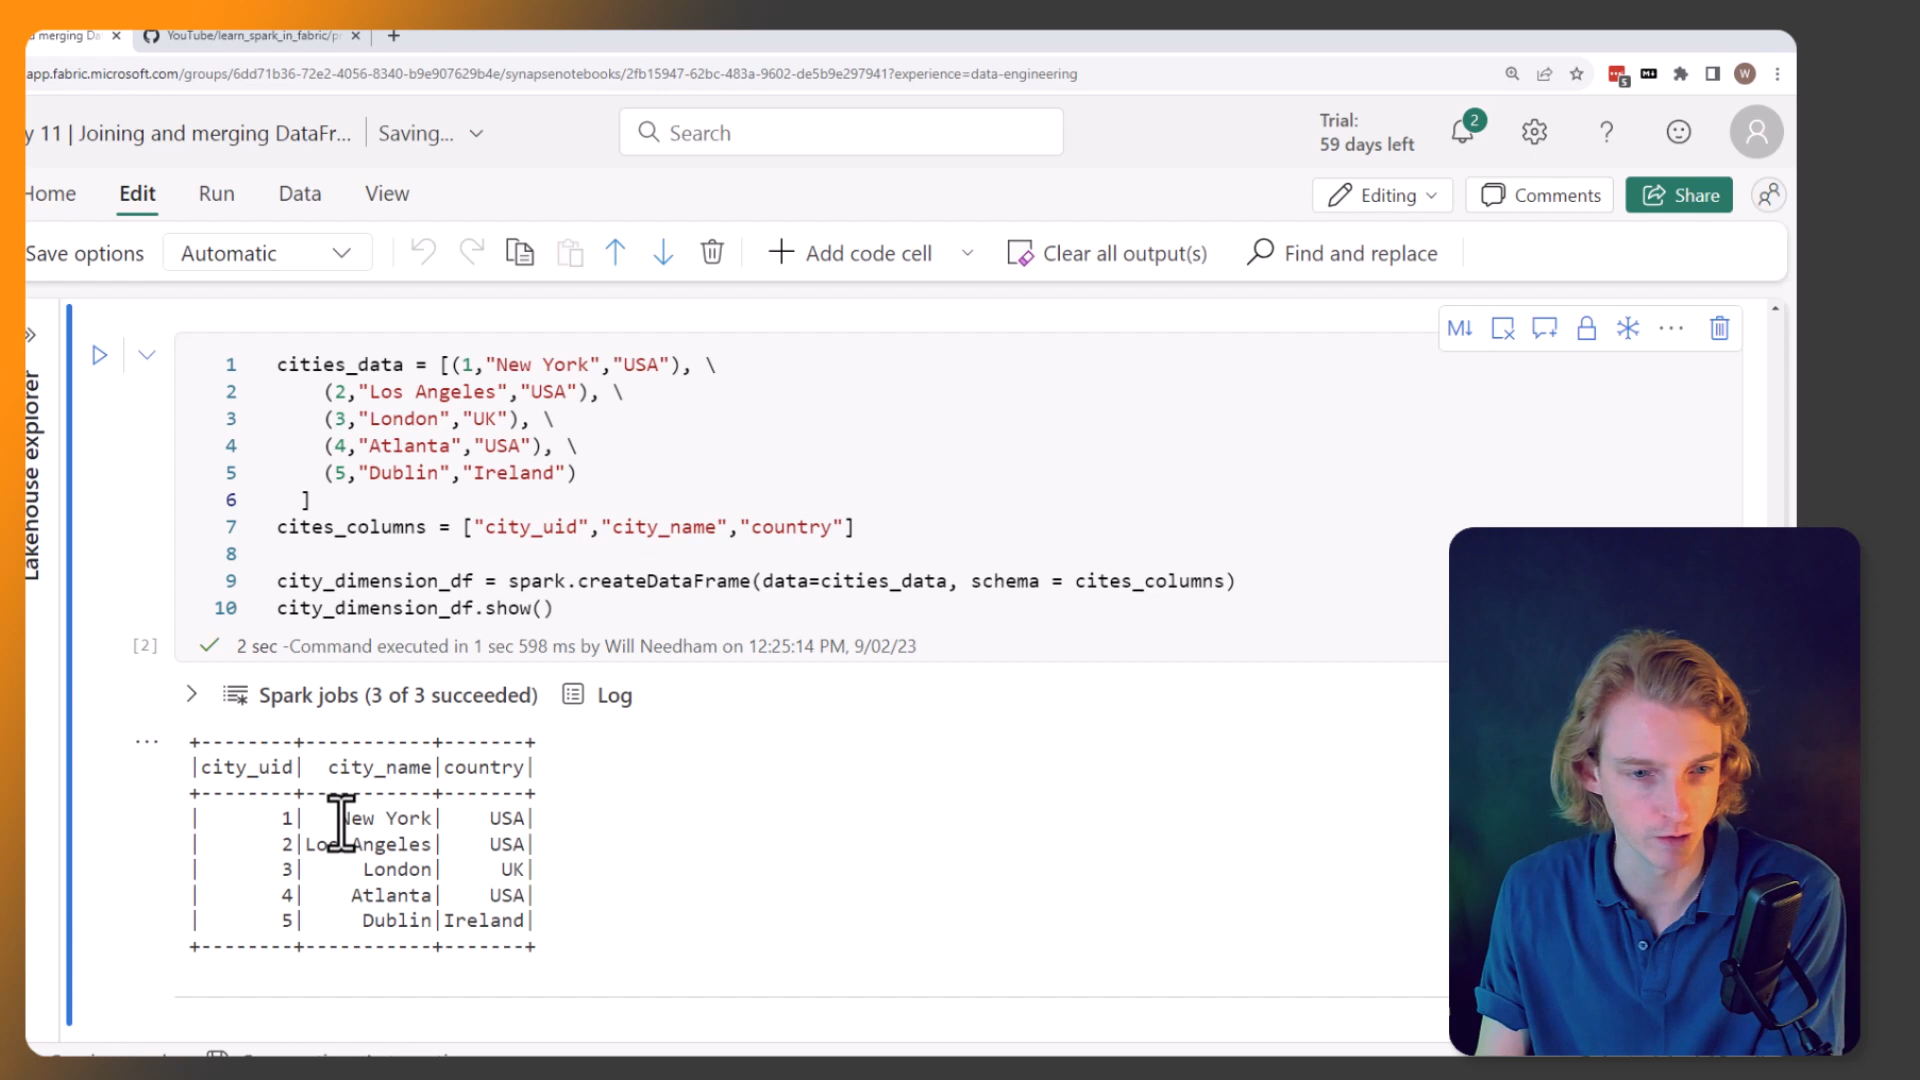 d merging Da
YouTube/learn_spark_in_fabric/pr
app.fabric.microsoft.com/groups/6dd71b36-72e2-4056-8340-b9e907629b4e/synapsenotebooks/2fb15947-62bc-483a-9602-de5b9e297941?experience=data-engineering
5
M↓
W
y 11 | Joining and merging DataFr...
Saving...
Search
Trial:
59 days left
2
Home
Edit
Run
Data
View
Editing
Comments
Share
Save options
Automatic
Add code cell
Clear all output(s)
Find and replace
Lakehouse explorer
M↓
1 cities_data = [(1,"New York","USA"), \
2 (2,"Los Angeles","USA"), \
3 (3,"London","UK"), \
4 (4,"Atlanta","USA"), \
5 (5,"Dublin","Ireland")
6 ]
7 cites_columns = ["city_uid","city_name","country"]
8
9 city_dimension_df = spark.createDataFrame(data=cities_data, schema = cites_columns)
10 city_dimension_df.show()
[2]
2 sec -Command executed in 1 sec 598 ms by Will Needham on 12:25:14 PM, 9/02/23
Spark jobs (3 of 3 succeeded)
Log
+--------+-----------+-------+
|city_uid|  city_name|country|
+--------+-----------+-------+
|       1|   New York|    USA|
|       2|Los Angeles|    USA|
|       3|     London|     UK|
|       4|    Atlanta|    USA|
|       5|     Dublin|Ireland|
+--------+-----------+-------+